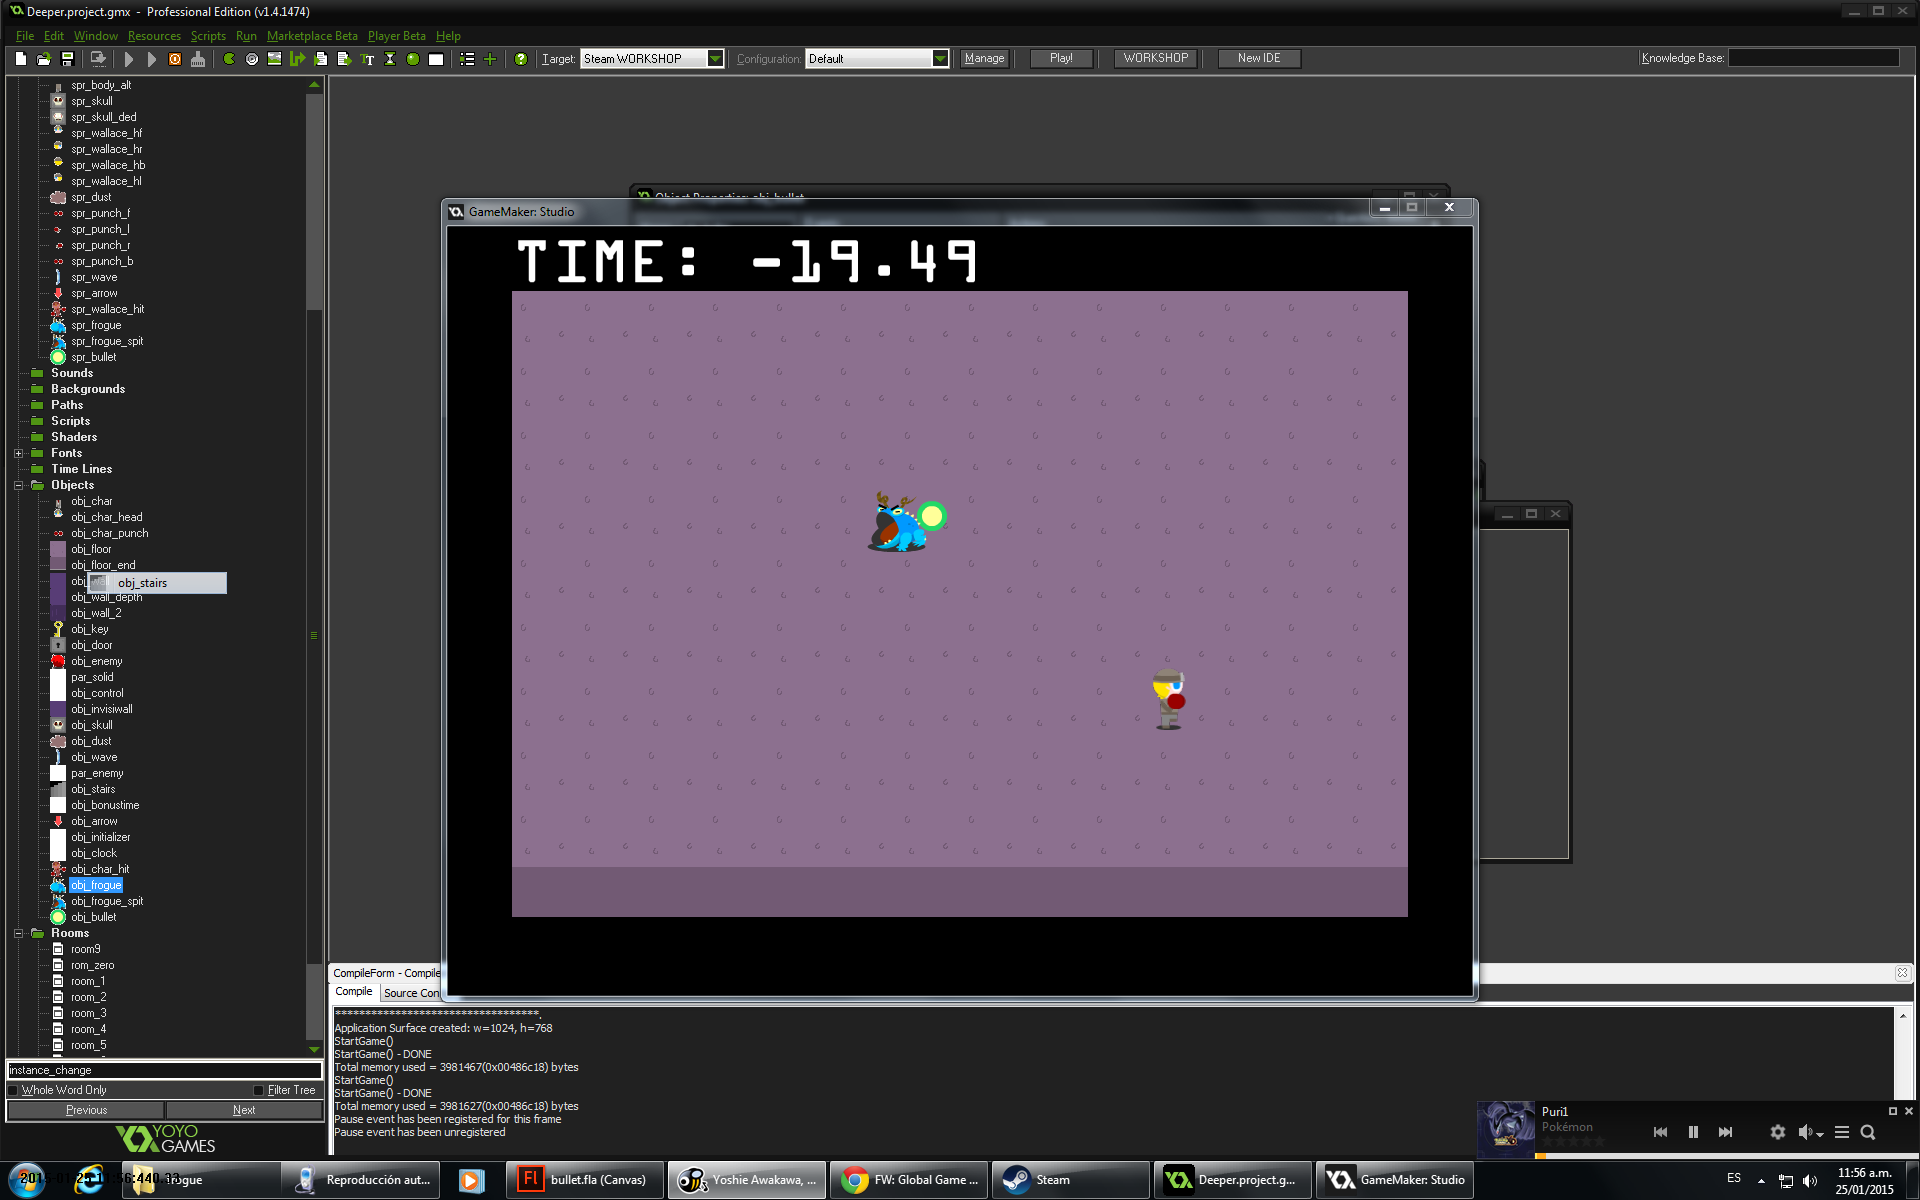 Deeper.project.gmx - Professional Edition (v1.4.1474)
File Edit Window Resources Scripts Run Marketplace Beta Player Beta Help
Target: Steam WORKSHOP Configuration: Default Manage Play! WORKSHOP New IDE Knowledge Base:
spr_body_alt
spr_skull
spr_skull_ded
spr_wallace_hf
spr_wallace_hr
spr_wallace_hb
spr_wallace_hl
spr_dust
spr_punch_f
spr_punch_l
spr_punch_r
spr_punch_b
spr_wave
spr_arrow
spr_wallace_hit
spr_frogue
spr_frogue_spit
spr_bullet
Sounds
Backgrounds
Paths
Scripts
Shaders
Fonts
Time Lines
Objects
obj_char
obj_char_head
obj_char_punch
obj_floor
obj_floor_end
obj_stairs
obj_wall_depth
obj_wall_2
obj_key
obj_door
obj_enemy
par_solid
obj_control
obj_invisiwall
obj_skull
obj_dust
obj_wave
par_enemy
obj_stairs
obj_bonustime
obj_arrow
obj_initializer
obj_clock
obj_char_hit
obj_frogue
obj_frogue_spit
obj_bullet
Rooms
room9
rom_zero
room_1
room_2
room_3
room_4
room_5
instance_change
Whole Word Only Filter Tree
Previous Next
YOYO GAMES
Object Properties: obj_bullet
GameMaker: Studio
TIME: -19.49
CompileForm - Compile
Compile Source Con
***********************************.
Application Surface created: w=1024, h=768
StartGame()
StartGame() - DONE
Total memory used = 3981467(0x00486c18) bytes
StartGame()
StartGame() - DONE
Total memory used = 3981627(0x00486c18) bytes
Pause event has been registered for this frame
Pause event has been unregistered
Puri1
Pokémon
frogue
Reproducción aut...
bullet.fla (Canvas)
Yoshie Awakawa, ...
FW: Global Game ...
Steam
Deeper.project.g...
GameMaker: Studio
ES
11:56 a.m.
25/01/2015